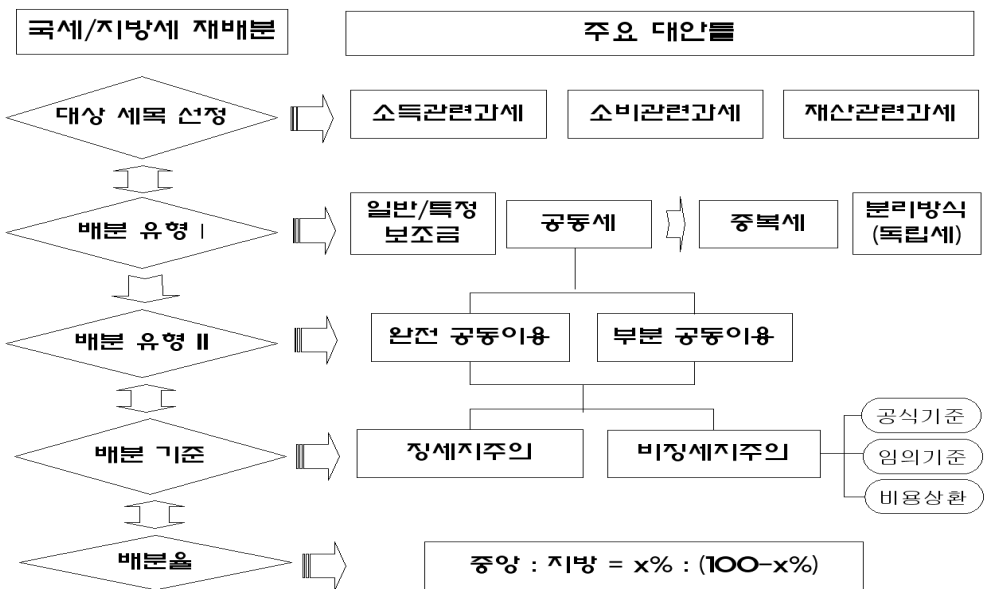 국세/지방세 재배분
주요 대안들
대상 세목 선정
소득관련과세
소비관련과세
재산관련과세
배분 유형 I
일반/특정
보조금
공동세
중복세
분리방식
(독립세)
배분 유형 II
완전 공동이용
부분 공동이용
배분 기준
징세지주의
비징세지주의
공식기준
임의기준
비용상환
배분율
중앙 : 지방 = x% : (100-x%)